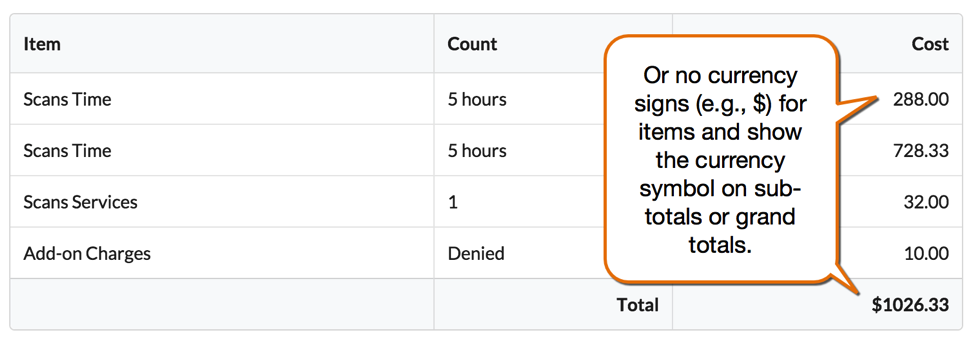 Item Count Cost
Scans Time 5 hours 288.00
Scans Time 5 hours 728.33
Scans Services 1 32.00
Add-on Charges Denied 10.00
Total $1026.33
Or no currency
signs (e.g., $) for
items and show
the currency
symbol on sub-
totals or grand
totals.